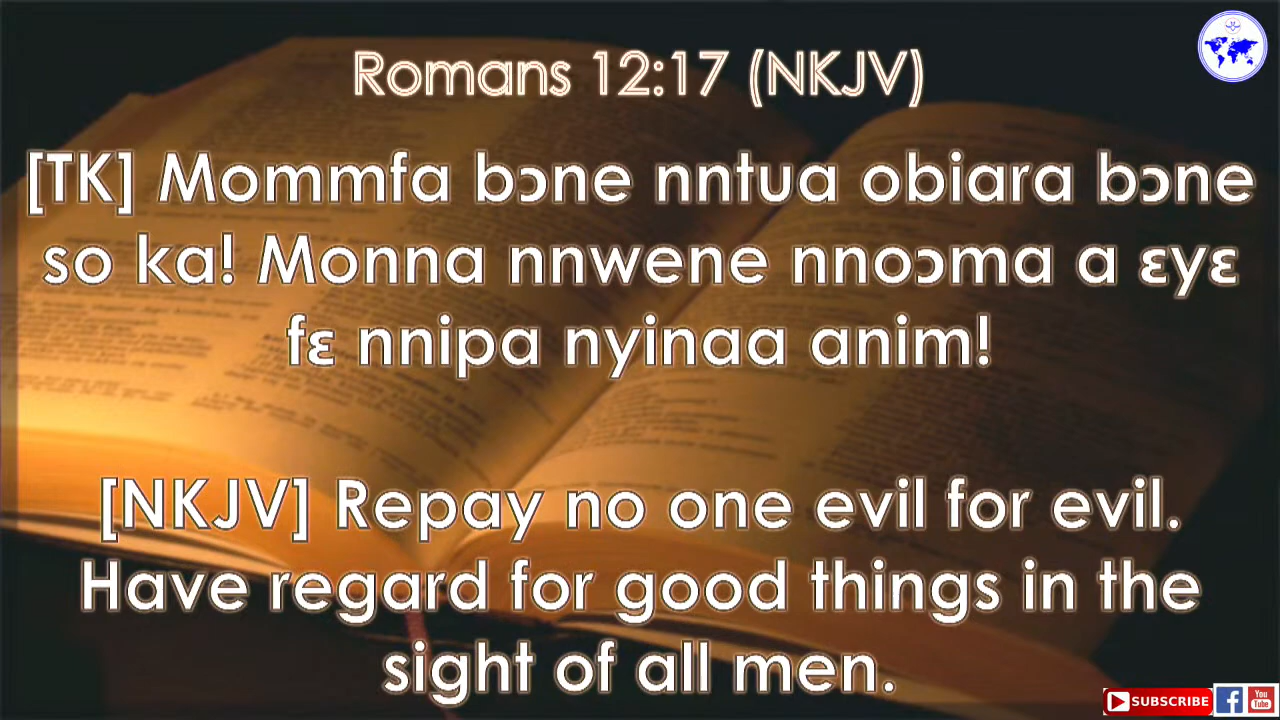 Romans 12:17 (NKJV)
[TK] Mommfa bɔne nntua obiara bɔne
so ka! Monna nnwene nnoɔma a ɛyɛ
fɛ nnipa nyinaa anim!
[NKJV] Repay no one evil for evil.
Have regard for good things in the
sight of all men.
SUBSCRIBE
You
Tube